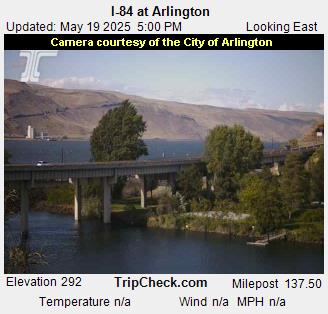 I-84 at Arlington
Updated: May 19 2025 5:00 PM Looking East
Camera courtesy of the City of Arlington
Elevation 292 TripCheck.com Milepost 137.50
Temperature n/a Wind n/a MPH n/a